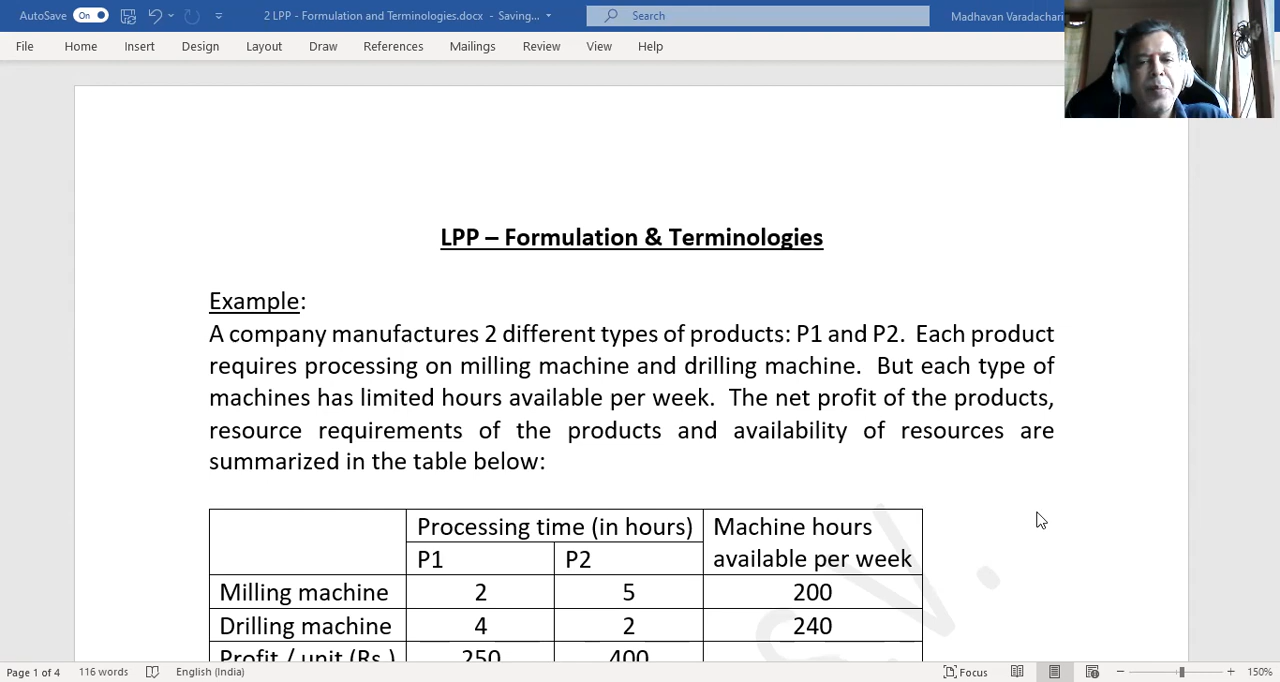 AutoSave On 2 LPP - Formulation and Terminologies.docx - Saving... Search Madhavan Varadachari
File Home Insert Design Layout Draw References Mailings Review View Help
LPP – Formulation & Terminologies
Example:
A company manufactures 2 different types of products: P1 and P2. Each product
requires processing on milling machine and drilling machine. But each type of
machines has limited hours available per week. The net profit of the products,
resource requirements of the products and availability of resources are
summarized in the table below:
Processing time (in hours) Machine hours
P1 P2 available per week
Milling machine 2 5 200
Drilling machine 4 2 240
Profit / unit (Rs.) 250 400
Page 1 of 4 116 words English (India) Focus 150%